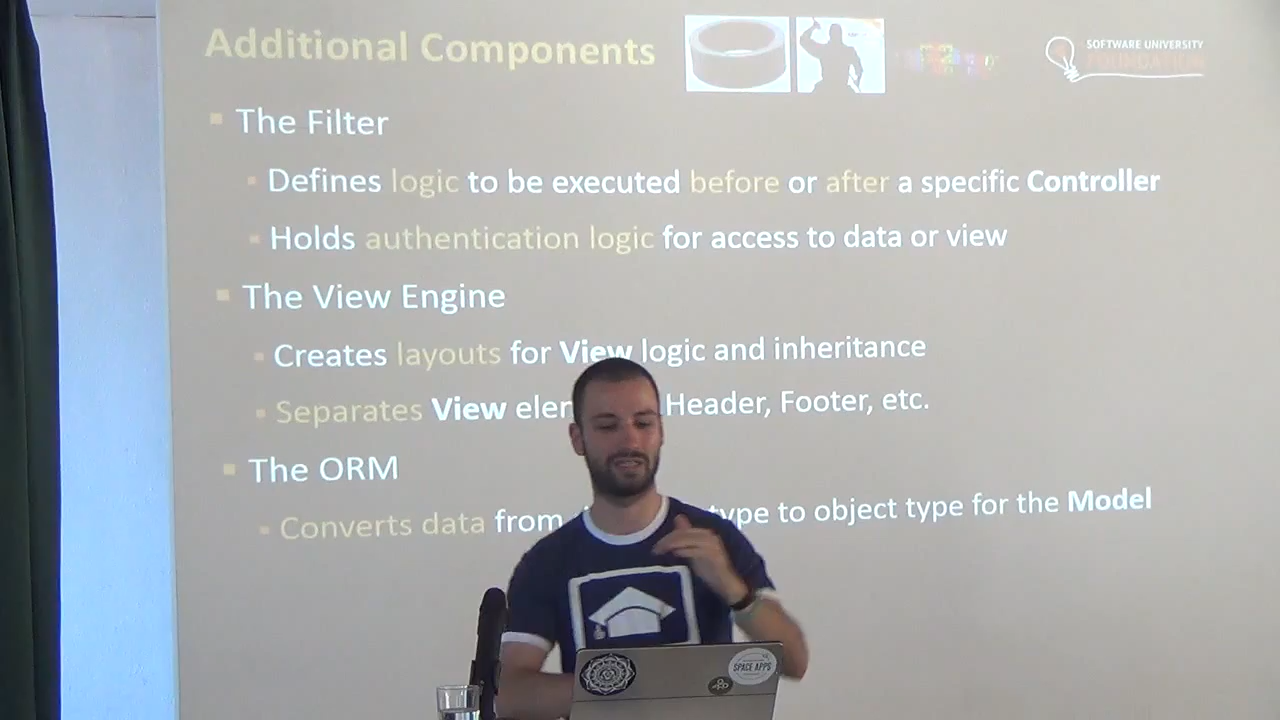 Additional Components
SOFTWARE UNIVERSITY
FOUNDATION
The Filter
Defines logic to be executed before or after a specific Controller
Holds authentication logic for access to data or view
The View Engine
Creates layouts for View logic and inheritance
Separates View Header, Footer, etc.
The ORM
Converts data from type to object type for the Model
SPACE APPS